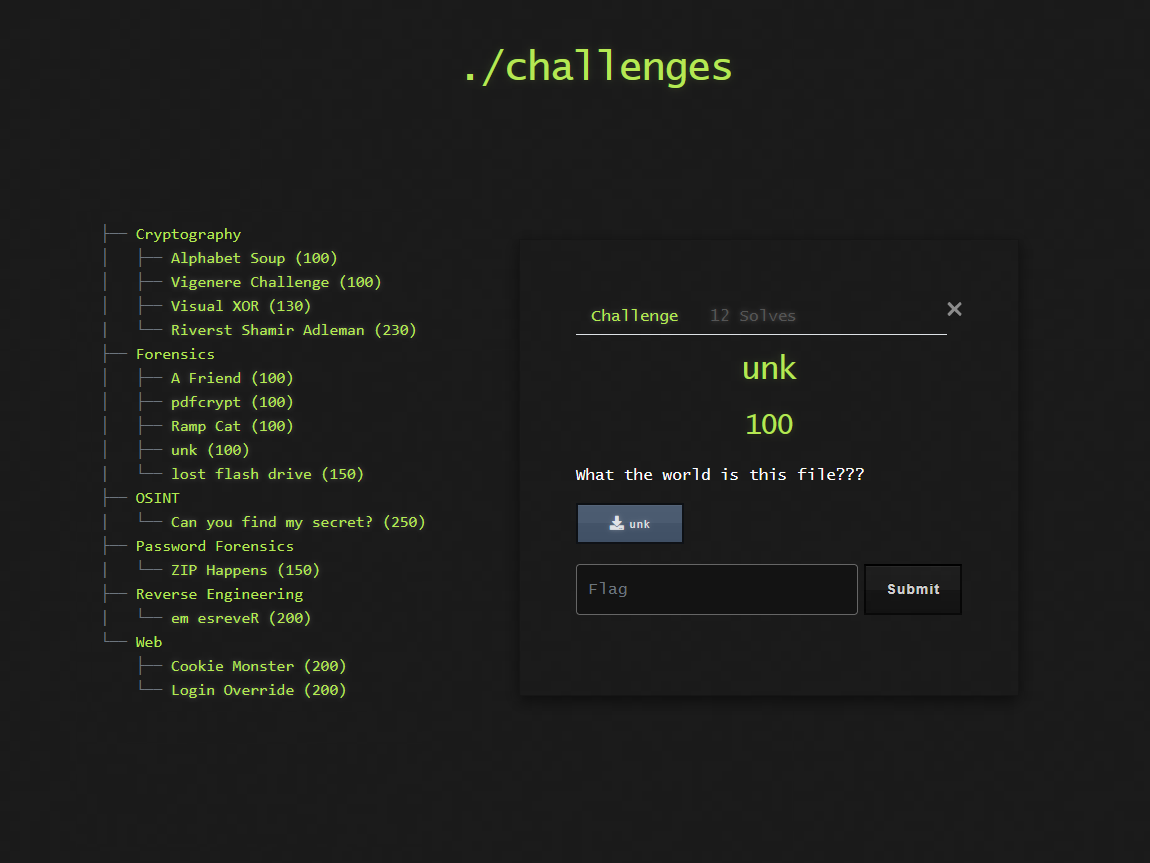 ./challenges
Cryptography
Alphabet Soup (100)
Vigenere Challenge (100)
Visual XOR (130)
Riverst Shamir Adleman (230)
Forensics
A Friend (100)
pdfcrypt (100)
Ramp Cat (100)
unk (100)
lost flash drive (150)
OSINT
Can you find my secret? (250)
Password Forensics
ZIP Happens (150)
Reverse Engineering
em esreveR (200)
Web
Cookie Monster (200)
Login Override (200)
Challenge 12 Solves ×
unk
100
What the world is this file???
unk
Flag Submit